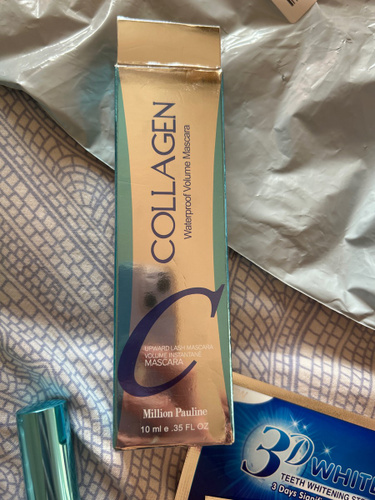 COLLAGEN
Waterproof Volume Mascara
C
UPWARD LASH MASCARA
VOLUME INSTANTANE
MASCARA
Million Pauline
10 ml e .35 FL OZ
3D WHITE
TEETH WHITENING
3 Days